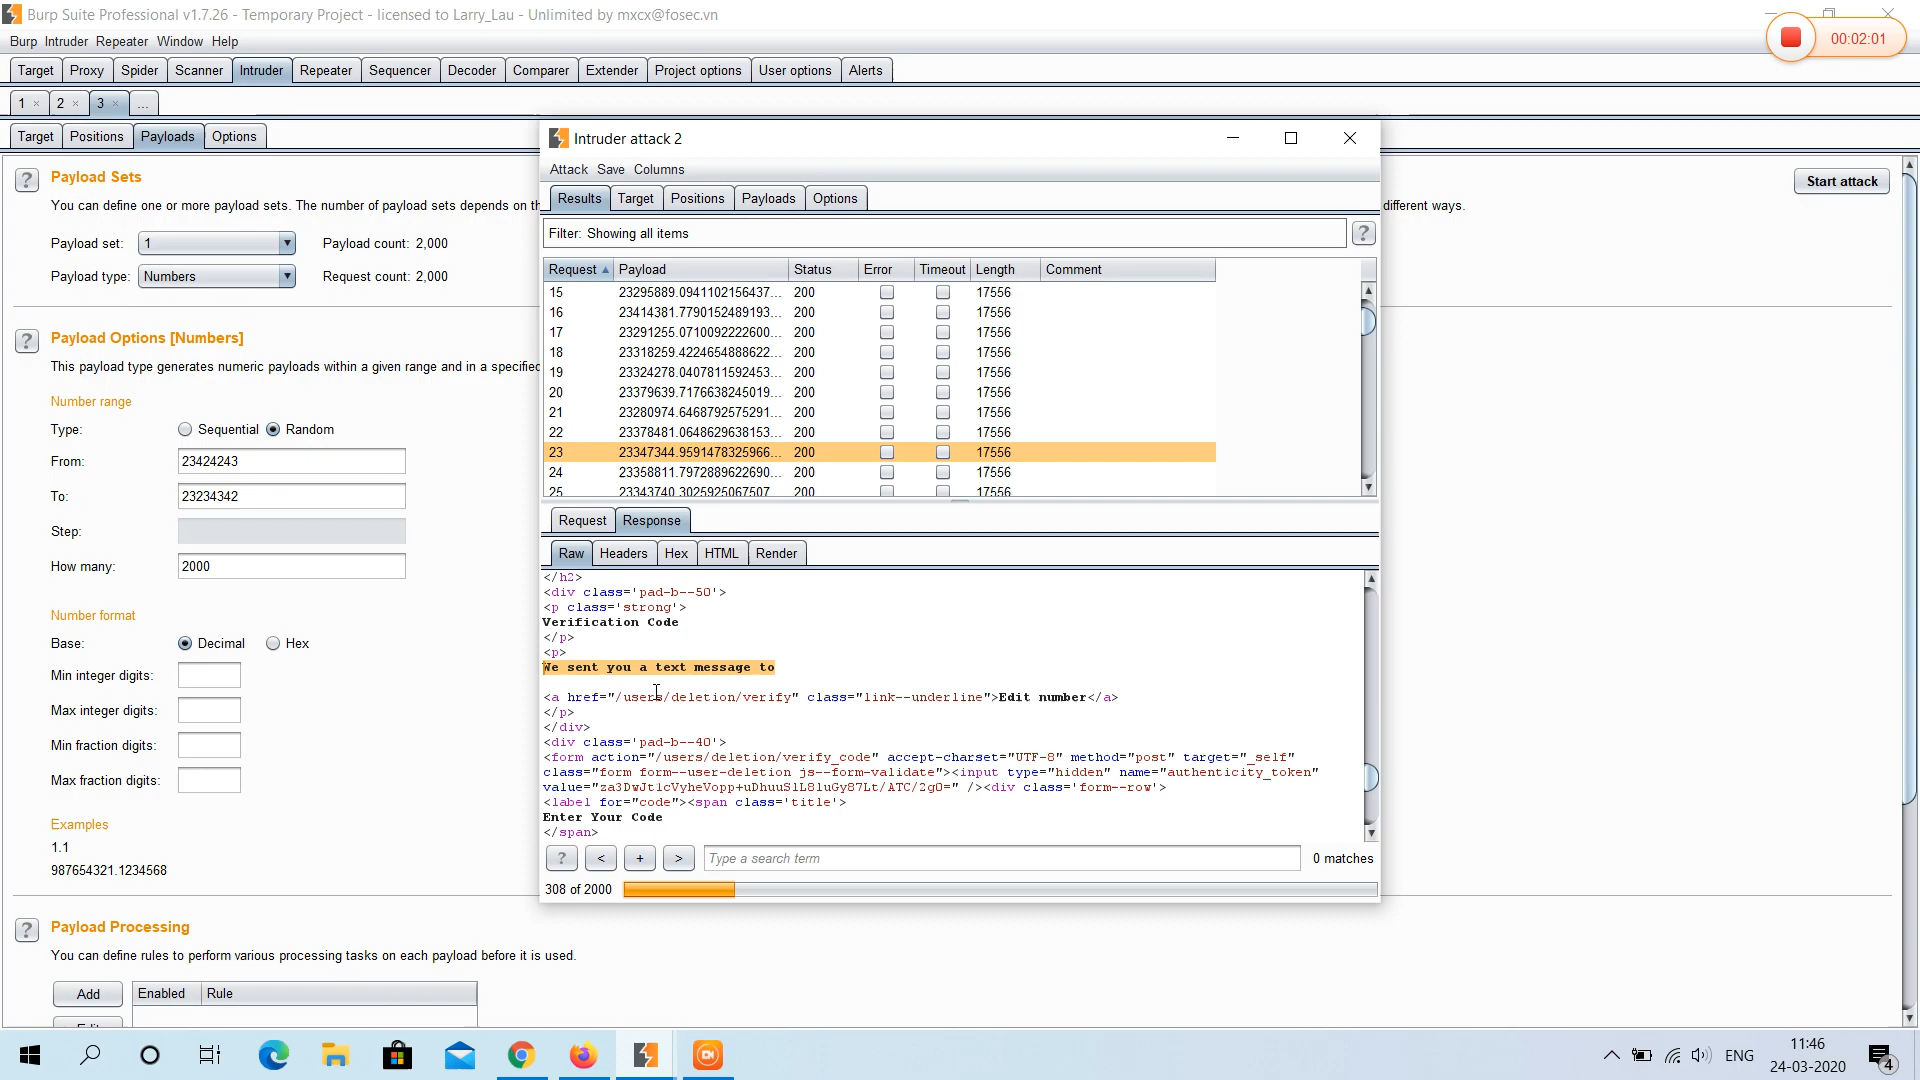 Burp Suite Professional v1.7.26 - Temporary Project - licensed to Larry_Lau - Unlimited by mxcx@fosec.vn
00:02:01
Burp Intruder Repeater Window Help
Target Proxy Spider Scanner Intruder Repeater Sequencer Decoder Comparer Extender Project options User options Alerts
1 × 2 × 3 × ...
Target Positions Payloads Options
? Payload Sets
Start attack
You can define one or more payload sets. The number of payload sets depends on th
different ways.
Payload set: 1 Payload count: 2,000
Payload type: Numbers Request count: 2,000
? Payload Options [Numbers]
This payload type generates numeric payloads within a given range and in a specified
Number range
Type: Sequential Random
From: 23424243
To: 23234342
Step:
How many: 2000
Number format
Base: Decimal Hex
Min integer digits:
Max integer digits:
Min fraction digits:
Max fraction digits:
Examples
1.1
987654321.1234568
? Payload Processing
You can define rules to perform various processing tasks on each payload before it is used.
Add Enabled Rule
Intruder attack 2
Attack Save Columns
Results Target Positions Payloads Options
Filter: Showing all items ?
Request Payload Status Error Timeout Length Comment
15 23295889.0941102156437... 200 17556
16 23414381.7790152489193... 200 17556
17 23291255.0710092222600... 200 17556
18 23318259.4224654888622... 200 17556
19 23324278.0407811592453... 200 17556
20 23379639.7176638245019... 200 17556
21 23280974.6468792575291... 200 17556
22 23378481.0648629638153... 200 17556
23 23347344.9591478325966... 200 17556
24 23358811.7972889622690... 200 17556
25 23343740.3025925067507 200 17556
Request Response
Raw Headers Hex HTML Render
</h2>
<div class='pad-b--50'>
<p class='strong'>
Verification Code
</p>
<p>
We sent you a text message to
<a href="/users/deletion/verify" class="link--underline">Edit number</a>
</p>
</div>
<div class='pad-b--40'>
<form action="/users/deletion/verify_code" accept-charset="UTF-8" method="post" target="_self"
class="form form--user-deletion js--form-validate"><input type="hidden" name="authenticity_token"
value="za3DwJt1cVyheVopp+uDhuuSlL8luGy87Lt/ATC/2g0=" /><div class='form--row'>
<label for="code"><span class='title'>
Enter Your Code
</span>
? < + > Type a search term 0 matches
308 of 2000
ENG
11:46
24-03-2020
4